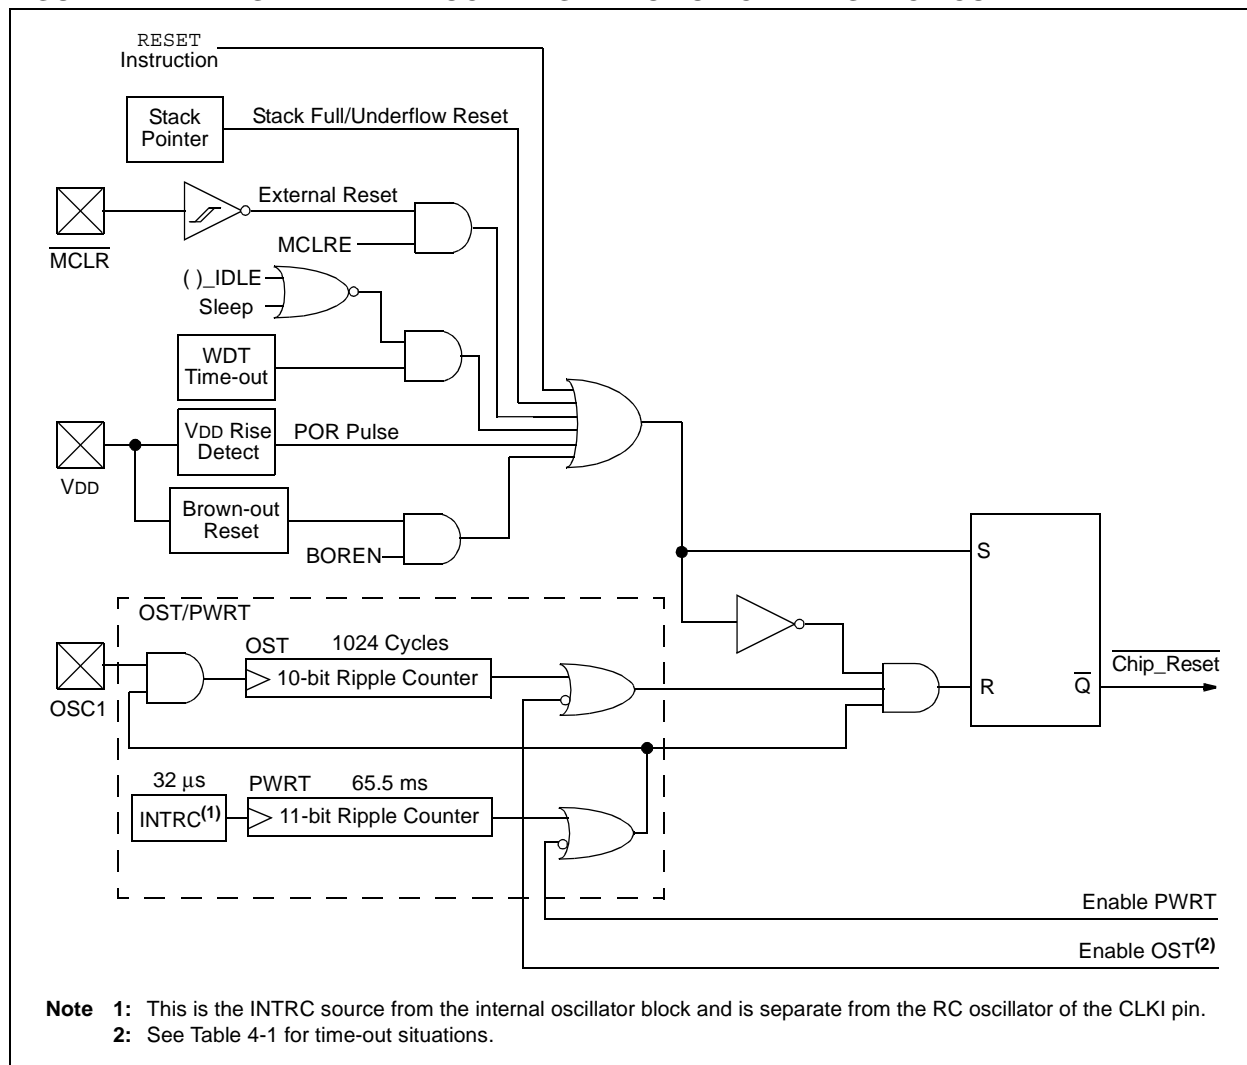 RESET
Instruction
Stack
Pointer
Stack Full/Underflow Reset
External Reset
MCLR
MCLRE
( )_IDLE
Sleep
WDT
Time-out
VDD Rise
Detect
POR Pulse
VDD
Brown-out
Reset
BOREN
S
OST/PWRT
OST
1024 Cycles
10-bit Ripple Counter
OSC1
Chip_Reset
R
Q
32 μs
PWRT
65.5 ms
INTRC(1)
11-bit Ripple Counter
Enable PWRT
Enable OST(2)
Note 1: This is the INTRC source from the internal oscillator block and is separate from the RC oscillator of the CLKI pin.
2: See Table 4-1 for time-out situations.